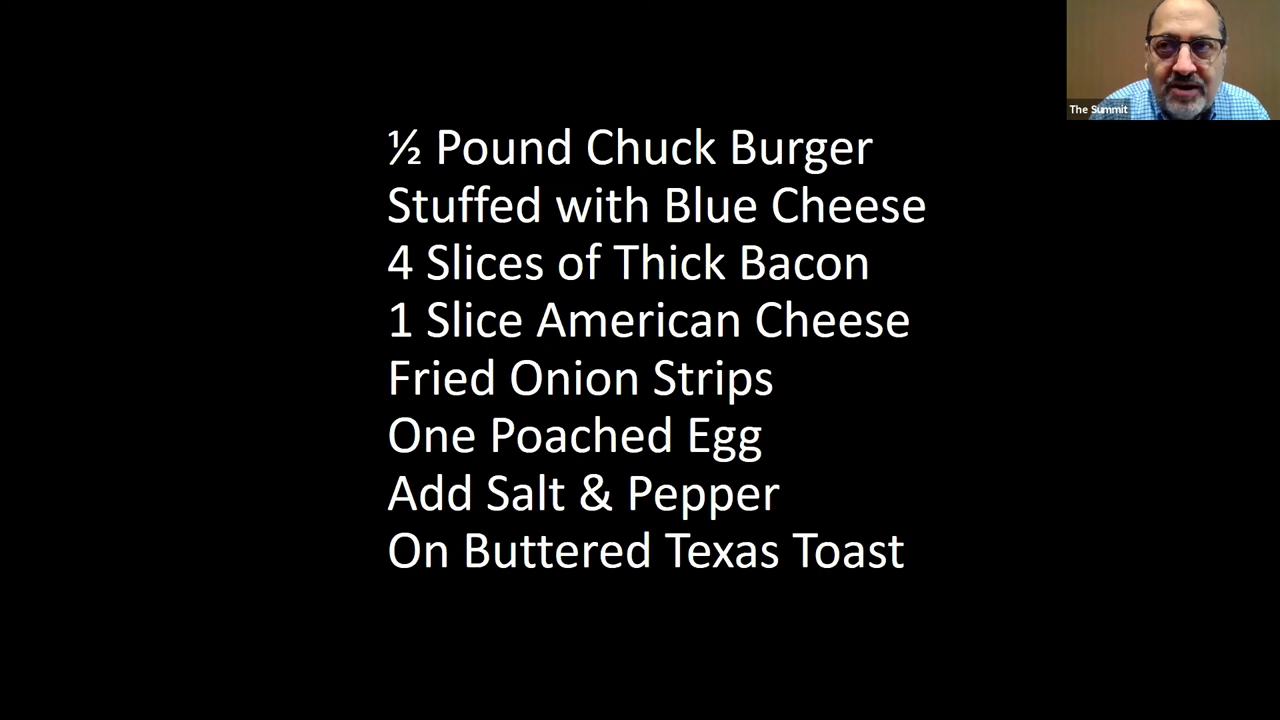 ½ Pound Chuck Burger
Stuffed with Blue Cheese
4 Slices of Thick Bacon
1 Slice American Cheese
Fried Onion Strips
One Poached Egg
Add Salt & Pepper
On Buttered Texas Toast
The Summit